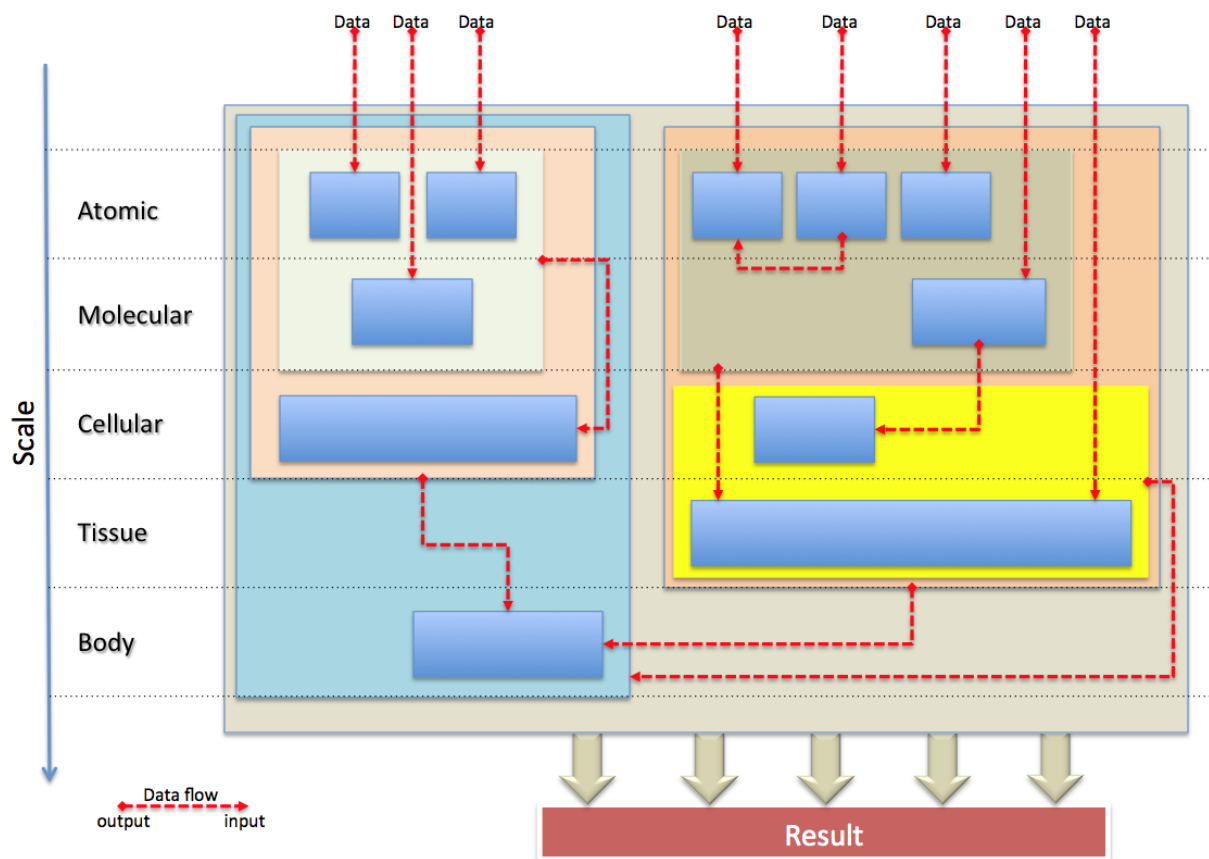 Data Data Data Data Data Data Data Data
Atomic
Molecular
Cellular
Scale
Tissue
Body
Data flow
output input
Result